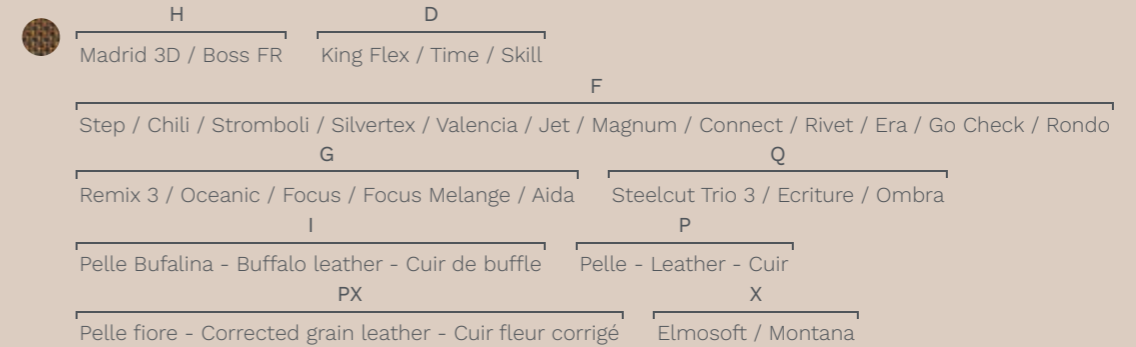 H D
Madrid 3D / Boss FR King Flex / Time / Skill
F
Step / Chili / Stromboli / Silvertex / Valencia / Jet / Magnum / Connect / Rivet / Era / Go Check / Rondo
G Q
Remix 3 / Oceanic / Focus / Focus Melange / Aida Steelcut Trio 3 / Ecriture / Ombra
I P
Pelle Bufalina - Buffalo leather - Cuir de buffle Pelle - Leather - Cuir
PX X
Pelle fiore - Corrected grain leather - Cuir fleur corrigé Elmosoft / Montana